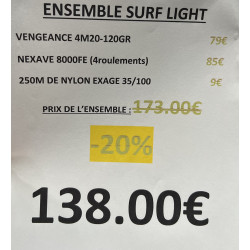 ENSEMBLE SURF LIGHT
VENGEANCE 4M20-120GR 79€
NEXAVE 8000FE (4roulements) 85€
250M DE NYLON EXAGE 35/100 9€
PRIX DE L'ENSEMBLE : 173.00€
-20%
138.00€